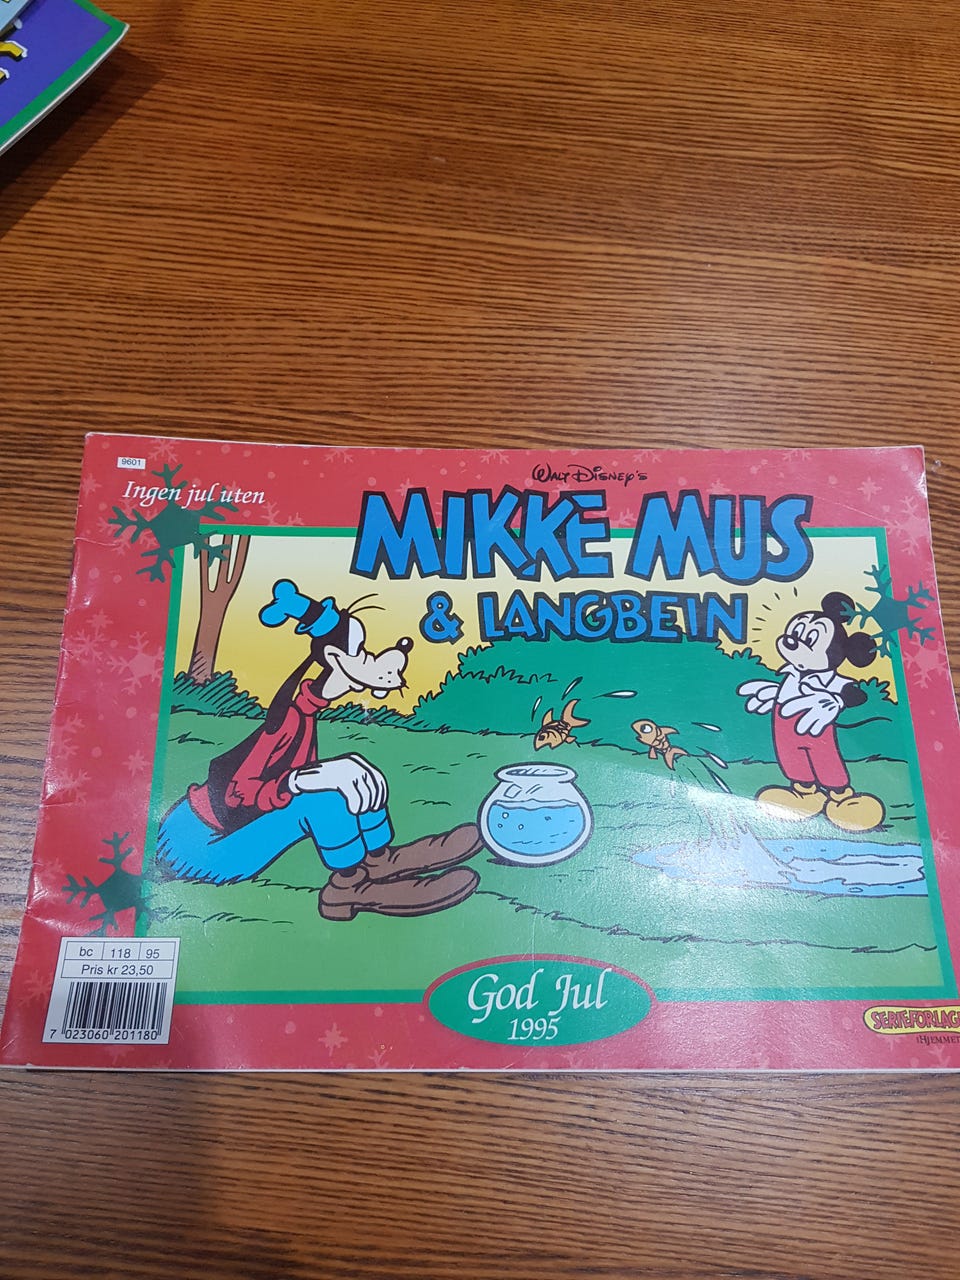 9601
Ingen jul uten
WALT DISNEY'S
MIKKE MUS
& LANGBEIN
bc 118 95
Pris kr 23,50
7 023060 201180
God Jul
1995
SERIEFORLAGE
HJEMMET